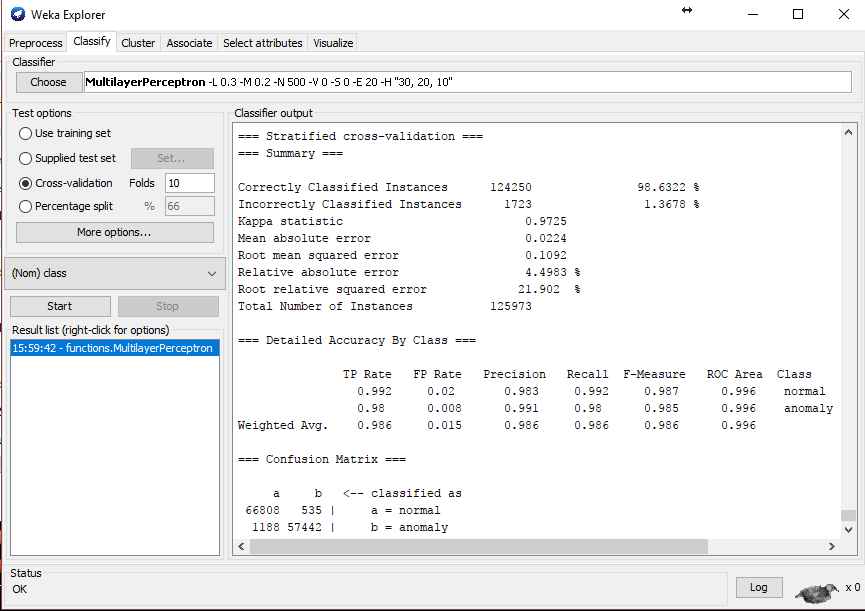 Weka Explorer
Preprocess Classify Cluster Associate Select attributes Visualize
Classifier
Choose MultilayerPerceptron -L 0.3 -M 0.2 -N 500 -V 0 -S 0 -E 20 -H "30, 20, 10"
Test options
Use training set
Supplied test set Set...
Cross-validation Folds 10
Percentage split % 66
More options...
(Nom) class
Start Stop
Result list (right-click for options)
15:59:42 - functions.MultilayerPerceptron
Classifier output
=== Stratified cross-validation ===
=== Summary ===
Correctly Classified Instances 124250 98.6322 %
Incorrectly Classified Instances 1723 1.3678 %
Kappa statistic 0.9725
Mean absolute error 0.0224
Root mean squared error 0.1092
Relative absolute error 4.4983 %
Root relative squared error 21.902 %
Total Number of Instances 125973
=== Detailed Accuracy By Class ===
TP Rate FP Rate Precision Recall F-Measure ROC Area Class
0.992 0.02 0.983 0.992 0.987 0.996 normal
0.98 0.008 0.991 0.98 0.985 0.996 anomaly
Weighted Avg. 0.986 0.015 0.986 0.986 0.986 0.996
=== Confusion Matrix ===
a b <-- classified as
66808 535 | a = normal
1188 57442 | b = anomaly
Status
OK
Log x 0